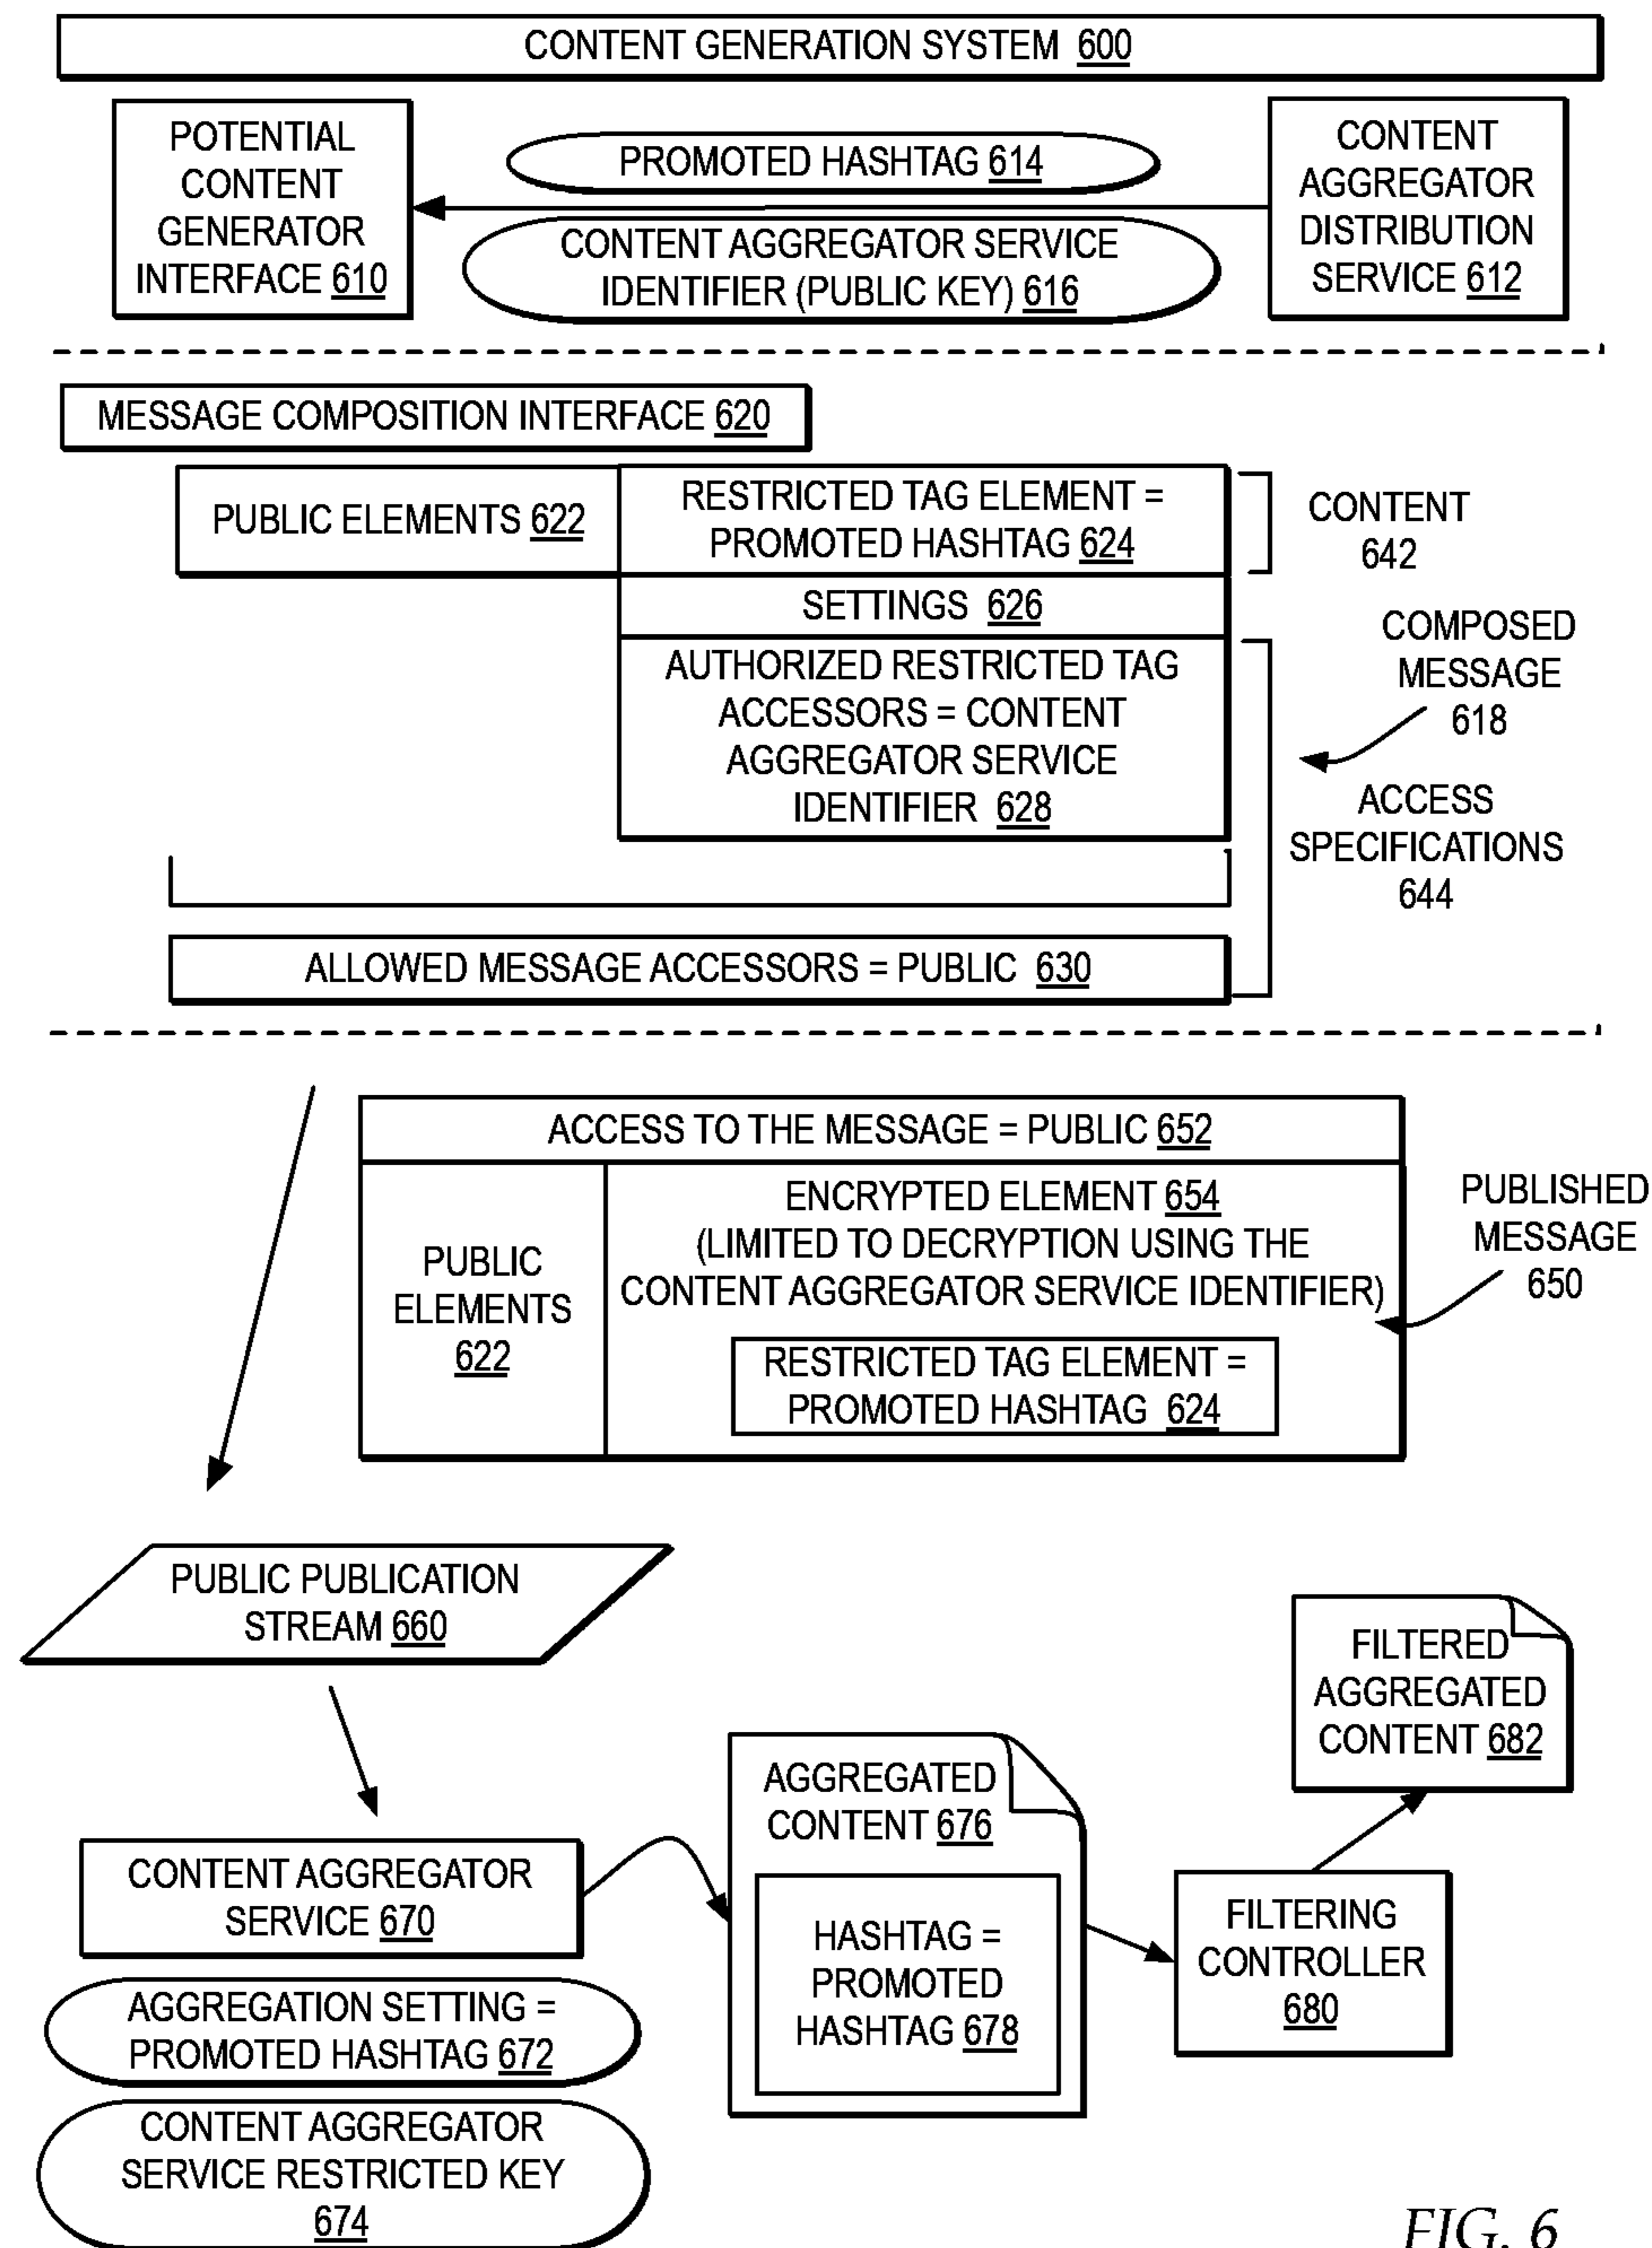 CONTENT GENERATION SYSTEM 600
POTENTIAL
CONTENT
GENERATOR
INTERFACE 610
PROMOTED HASHTAG 614
CONTENT AGGREGATOR SERVICE
IDENTIFIER (PUBLIC KEY) 616
CONTENT
AGGREGATOR
DISTRIBUTION
SERVICE 612
MESSAGE COMPOSITION INTERFACE 620
PUBLIC ELEMENTS 622
RESTRICTED TAG ELEMENT =
PROMOTED HASHTAG 624
CONTENT
642
SETTINGS 626
AUTHORIZED RESTRICTED TAG
ACCESSORS = CONTENT
AGGREGATOR SERVICE
IDENTIFIER 628
COMPOSED
MESSAGE
618
ACCESS
SPECIFICATIONS
644
ALLOWED MESSAGE ACCESSORS = PUBLIC 630
ACCESS TO THE MESSAGE = PUBLIC 652
PUBLIC
ELEMENTS
622
ENCRYPTED ELEMENT 654
(LIMITED TO DECRYPTION USING THE
CONTENT AGGREGATOR SERVICE IDENTIFIER)
RESTRICTED TAG ELEMENT =
PROMOTED HASHTAG 624
PUBLISHED
MESSAGE
650
PUBLIC PUBLICATION
STREAM 660
CONTENT AGGREGATOR
SERVICE 670
AGGREGATION SETTING =
PROMOTED HASHTAG 672
CONTENT AGGREGATOR
SERVICE RESTRICTED KEY
674
AGGREGATED
CONTENT 676
HASHTAG =
PROMOTED
HASHTAG 678
FILTERING
CONTROLLER
680
FILTERED
AGGREGATED
CONTENT 682
FIG. 6